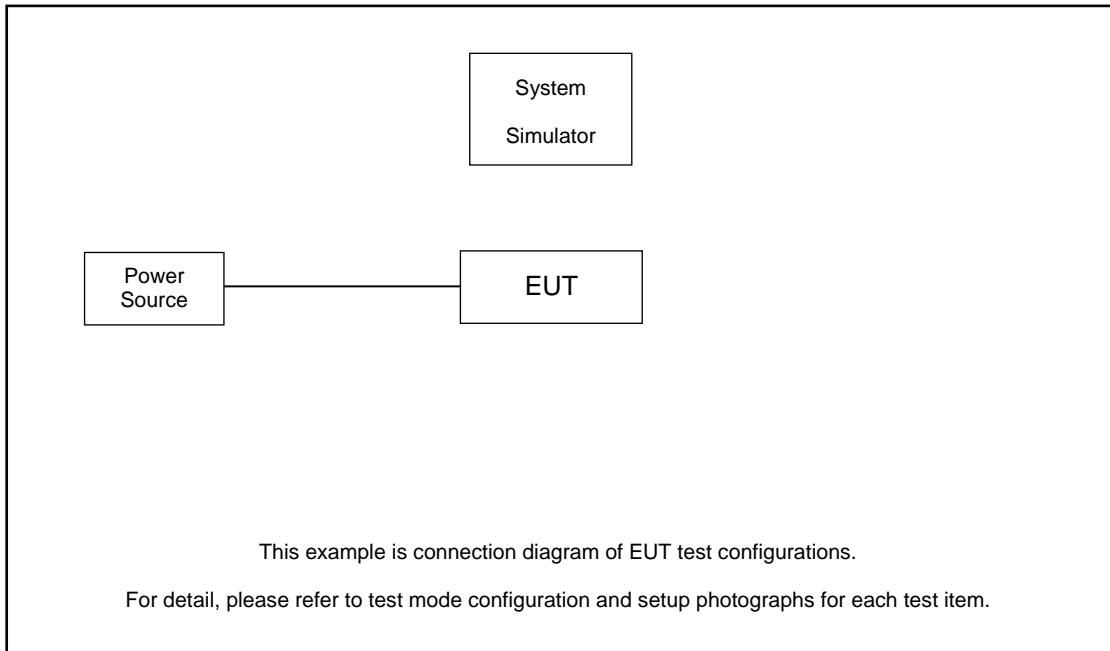 System
Simulator
Power
Source
EUT
This example is connection diagram of EUT test configurations.
For detail, please refer to test mode configuration and setup photographs for each test item.